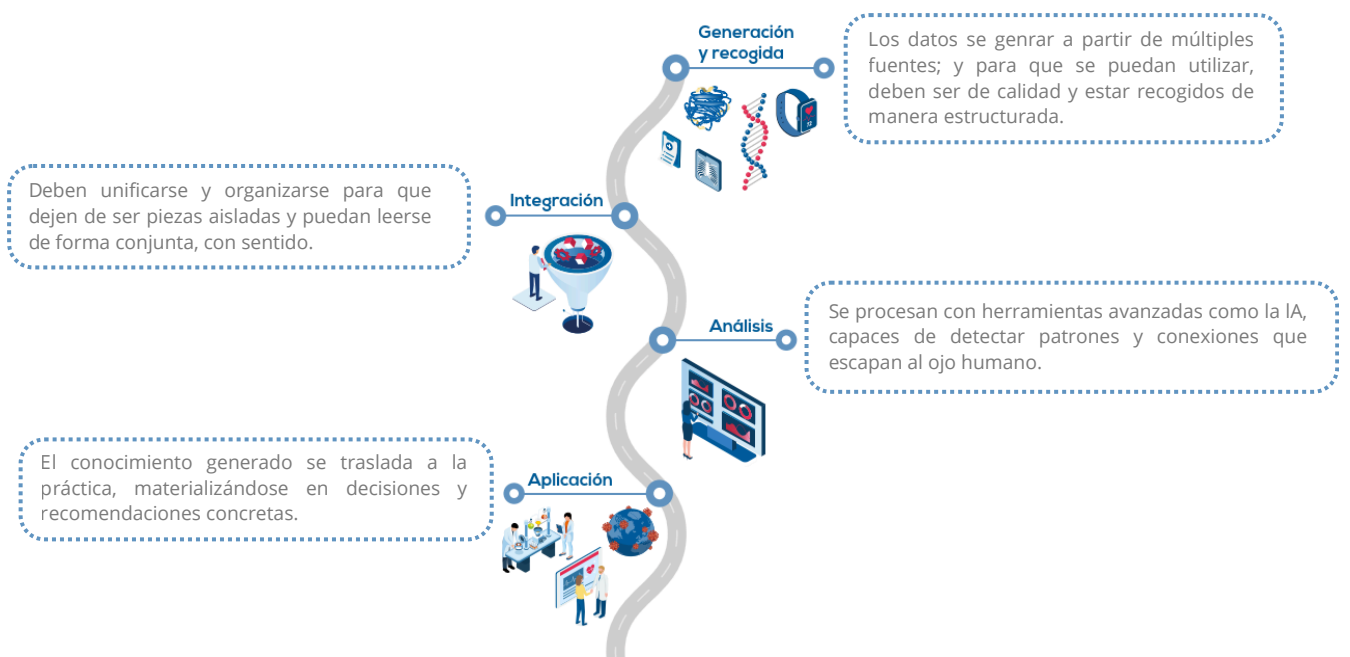 Generación
y recogida
Los datos se genrar a partir de múltiples
fuentes; y para que se puedan utilizar,
deben ser de calidad y estar recogidos de
manera estructurada.
72
Integración
Deben unificarse y organizarse para que
dejen de ser piezas aisladas y puedan leerse
de forma conjunta, con sentido.
Análisis
Se procesan con herramientas avanzadas como la lA,
capaces de detectar patrones y conexiones que
escapan al ojo humano.
Aplicación
El conocimiento generado se traslada a la
práctica, materializándose en decisiones y
recomendaciones concretas.